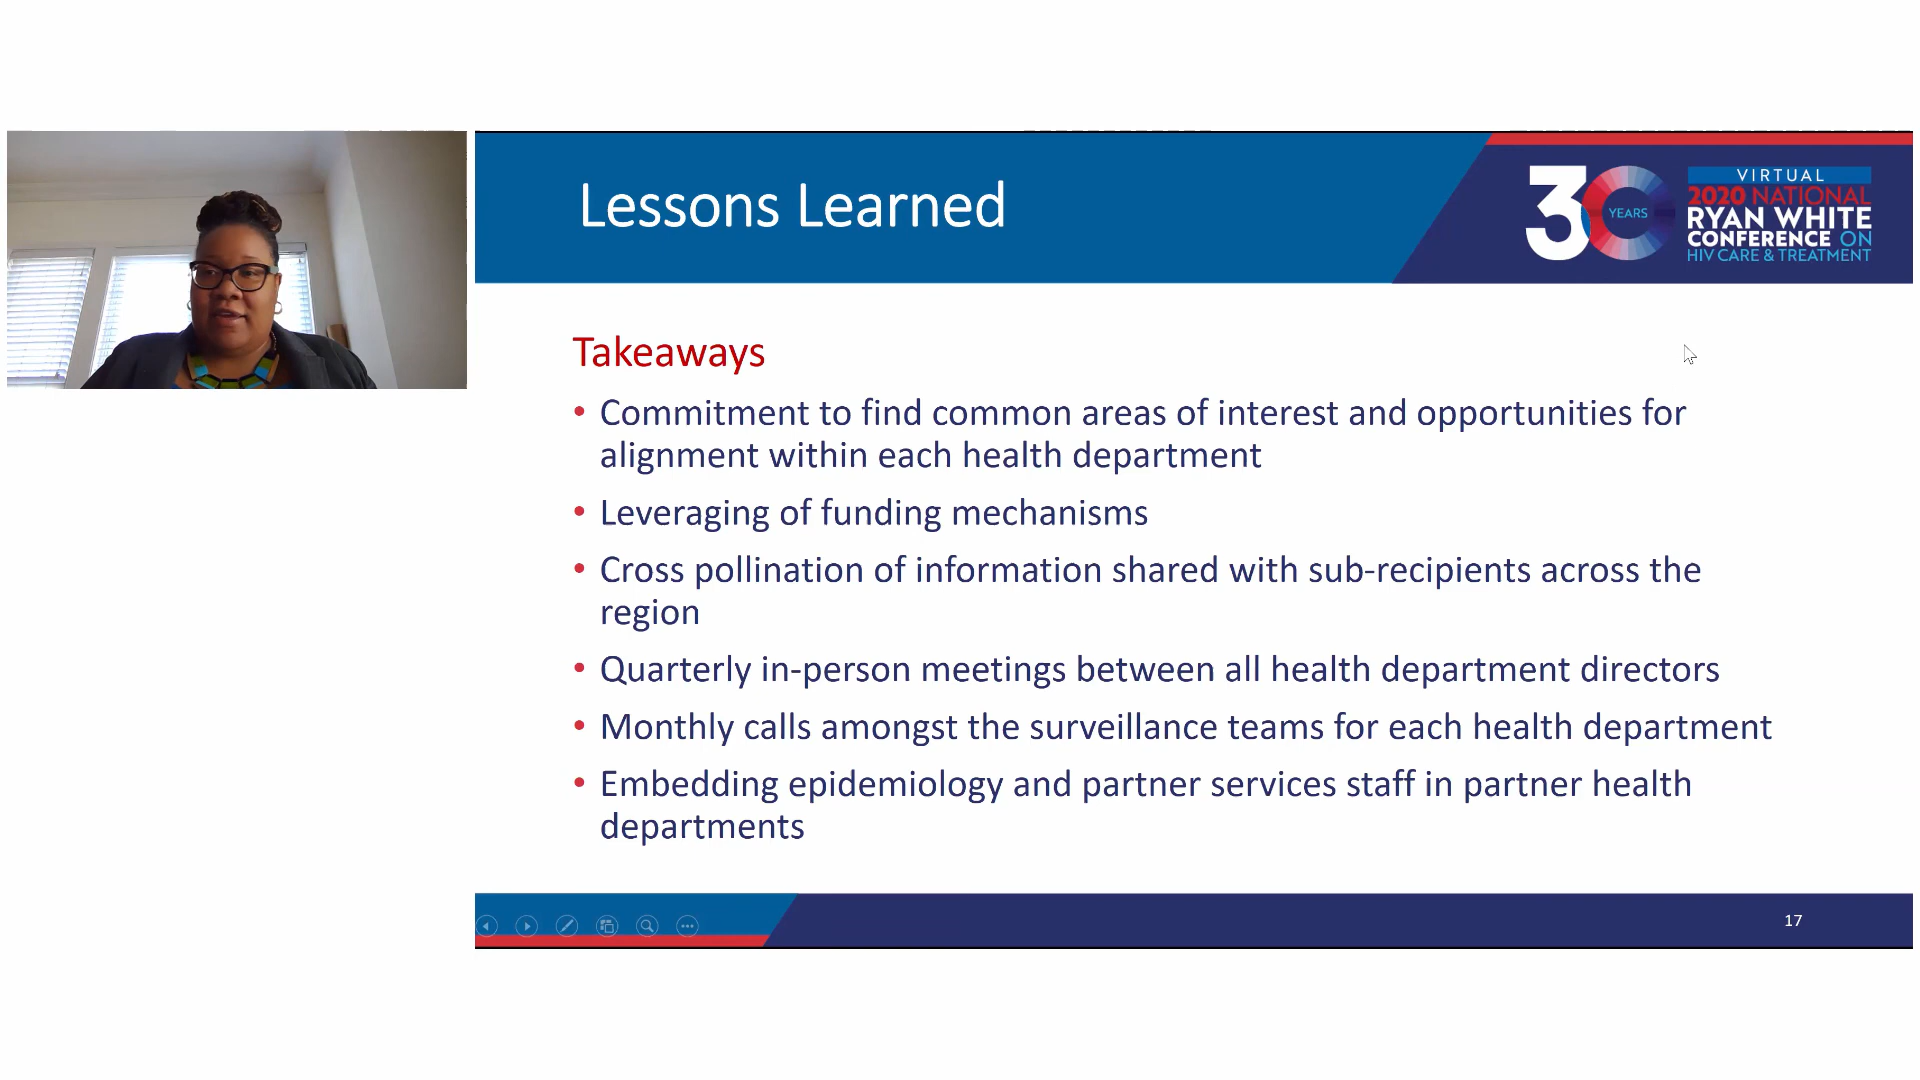 Lessons Learned
30
YEARS
VIRTUAL
2020 NATIONAL
RYAN WHITE
CONFERENCE ON
HIV CARE & TREATMENT
Takeaways
• Commitment to find common areas of interest and opportunities for
alignment within each health department
• Leveraging of funding mechanisms
• Cross pollination of information shared with sub-recipients across the
region
• Quarterly in-person meetings between all health department directors
• Monthly calls amongst the surveillance teams for each health department
• Embedding epidemiology and partner services staff in partner health
departments
17